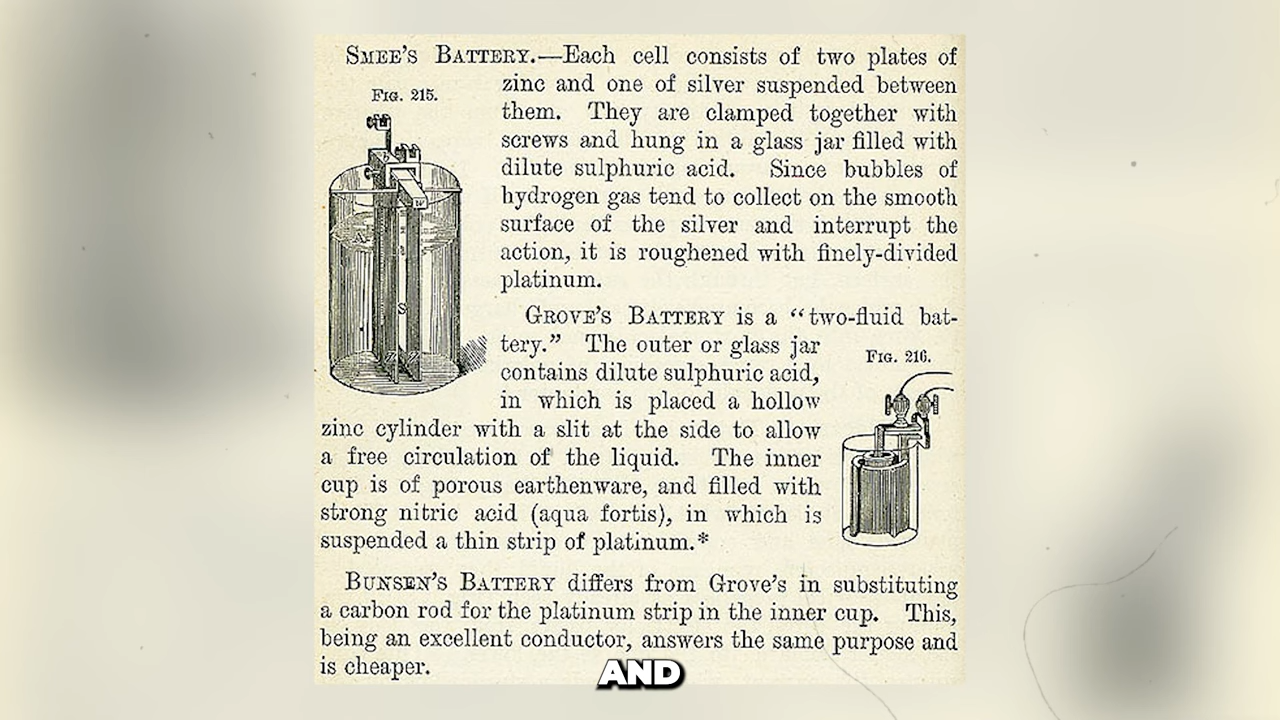 SMEE'S BATTERY.—Each cell consists of two plates of
FIG. 215.
zinc and one of silver suspended between
them. They are clamped together with
screws and hung in a glass jar filled with
dilute sulphuric acid. Since bubbles of
hydrogen gas tend to collect on the smooth
surface of the silver and interrupt the
action, it is roughened with finely-divided
platinum.
S
GROVE'S BATTERY is a “two-fluid bat-
tery.” The outer or glass jar
FIG. 216.
contains dilute sulphuric acid,
in which is placed a hollow
zinc cylinder with a slit at the side to allow
a free circulation of the liquid. The inner
cup is of porous earthenware, and filled with
strong nitric acid (aqua fortis), in which is
suspended a thin strip of platinum.*
BUNSEN'S BATTERY differs from Grove's in substituting
a carbon rod for the platinum strip in the inner cup. This,
being an excellent conductor, answers the same purpose and
is cheaper.
AND